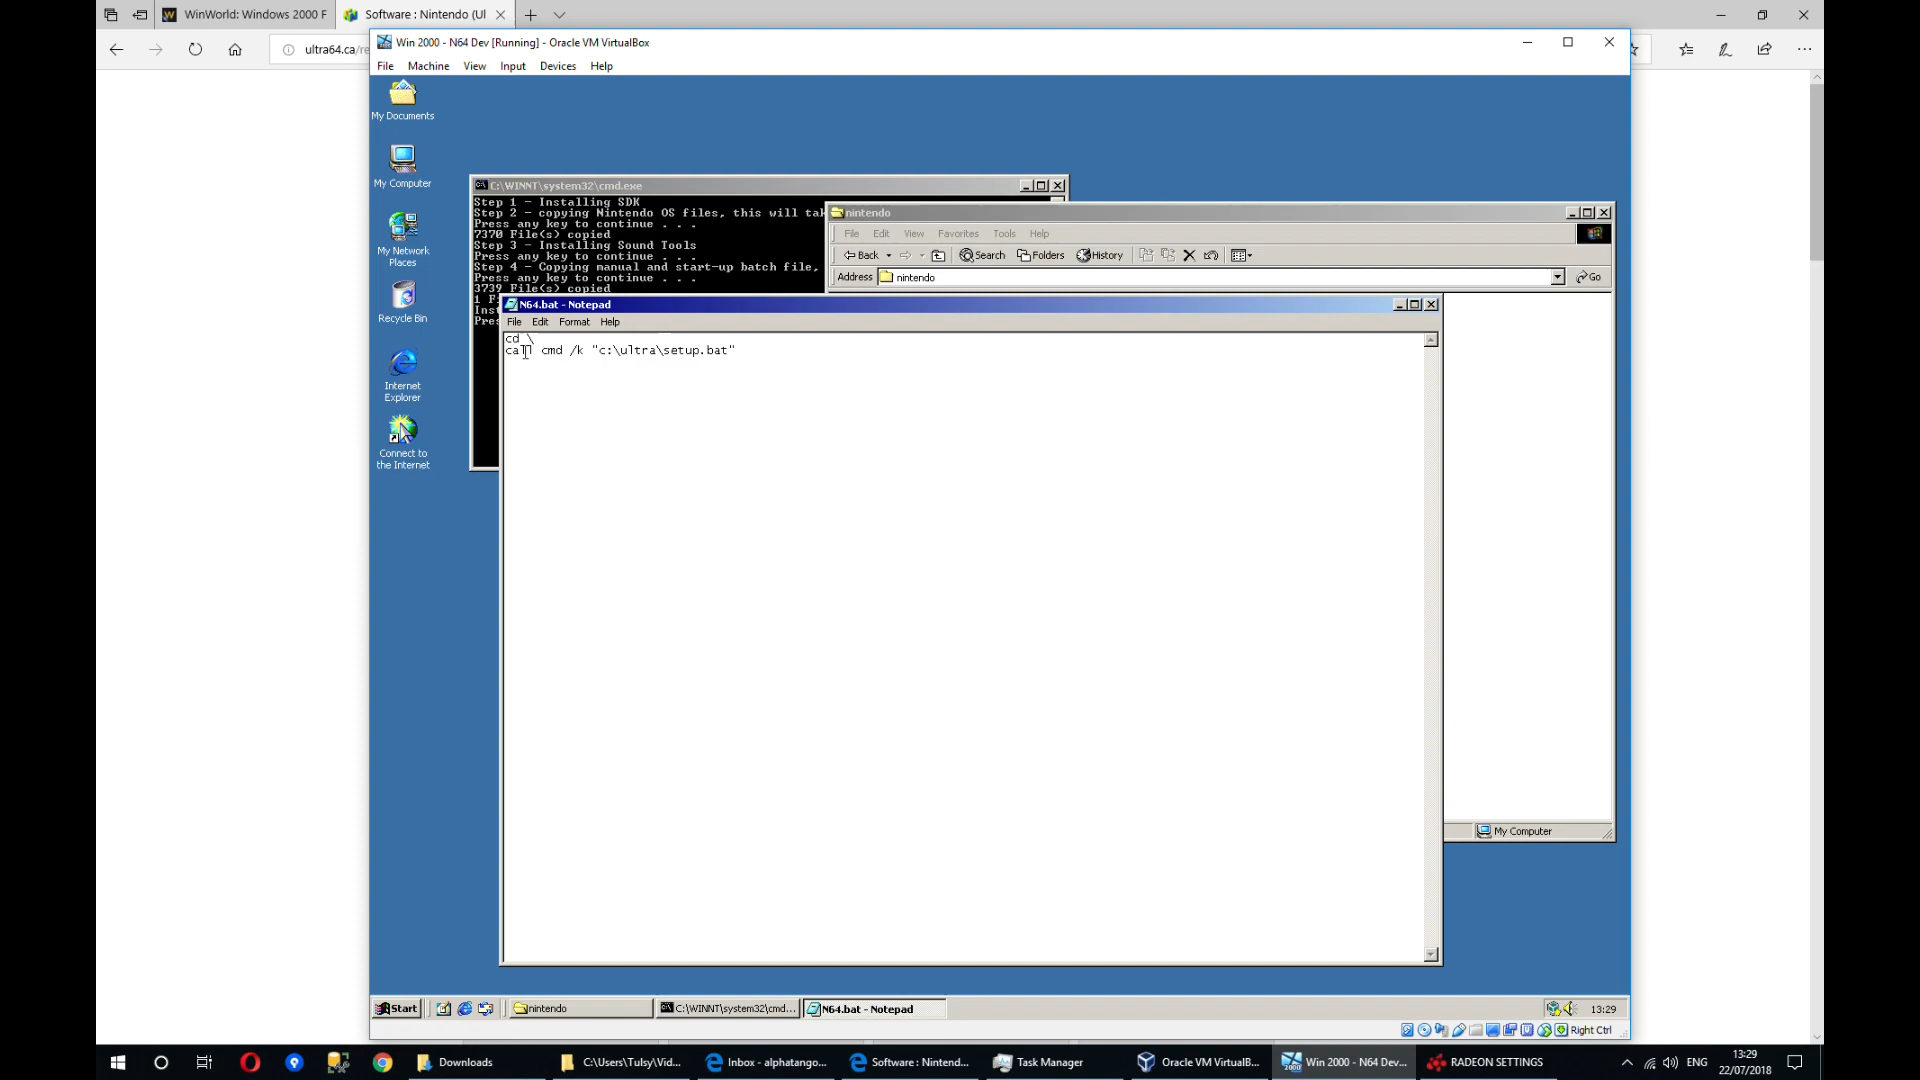 WinWorld: Windows 2000 F
Software : Nintendo (Ul
ultra64.ca/re
Win 2000 - N64 Dev [Running] - Oracle VM VirtualBox
File Machine View Input Devices Help
My Documents
My Computer
My Network
Places
Recycle Bin
Internet
Explorer
Connect to
the Internet
C:\WINNT\system32\cmd.exe
Step 1 - Installing SDK
Step 2 - copying Nintendo OS files, this will tak
Press any key to continue . . .
7370 File(s) copied
Step 3 - Installing Sound Tools
Press any key to continue . . .
Step 4 - Copying manual and start-up batch file,
Press any key to continue . . .
3739 File(s) copied
1 F
Ins
Pres
nintendo
File Edit View Favorites Tools Help
Back Search Folders History
Address nintendo Go
N64.bat - Notepad
File Edit Format Help
cd \
call cmd /k "c:\ultra\setup.bat"
My Computer
Start nintendo C:\WINNT\system32\cmd... N64.bat - Notepad 13:29
Right Ctrl
Downloads C:\Users\Tulsy\Vid... Inbox - alphatango... Software : Nintend... Task Manager Oracle VM VirtualB... Win 2000 - N64 Dev... RADEON SETTINGS ENG 13:29
22/07/2018